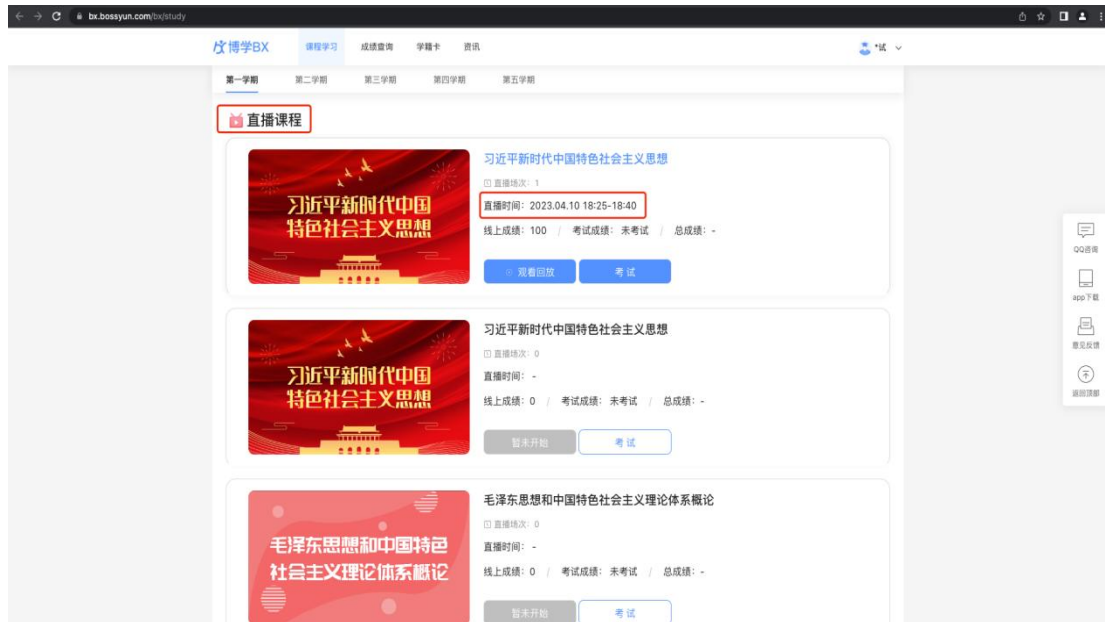 bx.bossyun.com/bx/study
博学BX 课程学习 成绩查询 学籍卡 资讯 *试
第一学期 第二学期 第三学期 第四学期 第五学期
直播课程
习近平新时代中国
特色社会主义思想
习近平新时代中国特色社会主义思想
直播场次：1
直播时间：2023.04.10 18:25-18:40
线上成绩：100 / 考试成绩：未考试 / 总成绩：-
观看回放 考试
习近平新时代中国
特色社会主义思想
习近平新时代中国特色社会主义思想
直播场次：0
直播时间：-
线上成绩：0 / 考试成绩：未考试 / 总成绩：-
暂未开始 考试
毛泽东思想和中国特色
社会主义理论体系概论
毛泽东思想和中国特色社会主义理论体系概论
直播场次：0
直播时间：-
线上成绩：0 / 考试成绩：未考试 / 总成绩：-
暂未开始 考试
QQ咨询
app下载
意见反馈
返回顶部